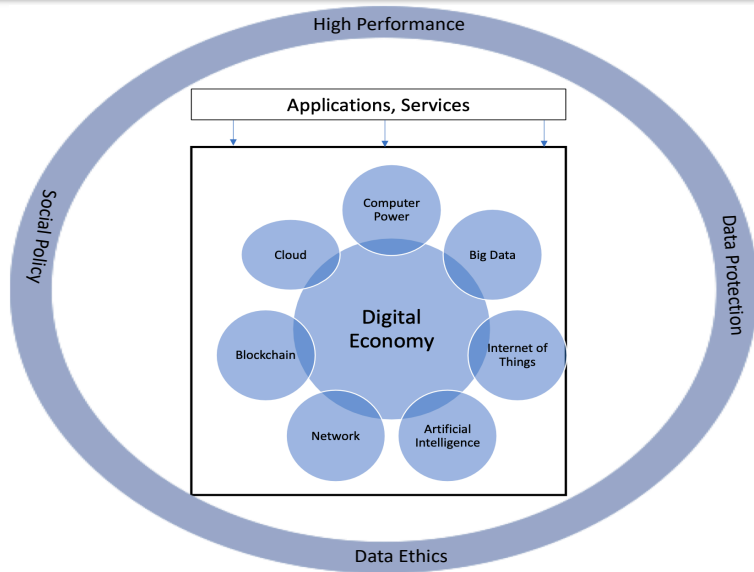 High Performance
Applications, Services
Social Policy
Data Protection
Computer
Power
Cloud
Big Data
Digital
Economy
Blockchain
Internet of
Things
Network
Artificial
Intelligence
Data Ethics